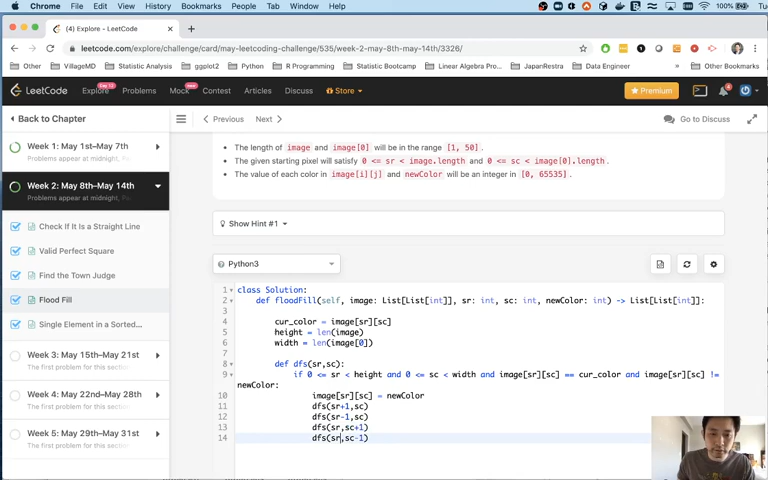 Chrome File Edit View History Bookmarks People Tab Window Help 100% Tu
(4) Explore - LeetCode
leetcode.com/explore/challenge/card/may-leetcoding-challenge/535/week-2-may-8th-may-14th/3326/
Other VillageMD Statistic Analysis ggplot2 Python R Programming Statistic Bootcamp Linear Algebra Pro... JapanRestra Data Engineer » Other Bookmarks
LeetCode Explore Problems Mock Contest Articles Discuss Store Premium 4
new
Back to Chapter Previous Next Go to Discuss
Week 1: May 1st–May 7th
Problems appear at midnight,
Week 2: May 8th–May 14th
Problems appear at midnight,
Check If It Is a Straight Line
Valid Perfect Square
Find the Town Judge
Flood Fill
Single Element in a Sorted...
Week 3: May 15th–May 21st
The first problem for this section
Week 4: May 22nd–May 28th
The first problem for this section
Week 5: May 29th–May 31st
The first problem for this section
• The length of image and image[0] will be in the range [1, 50].
• The given starting pixel will satisfy 0 <= sr < image.length and 0 <= sc < image[0].length.
• The value of each color in image[i][j] and newColor will be an integer in [0, 65535].
Show Hint #1
Python3
1 class Solution:
2 def floodFill(self, image: List[List[int]], sr: int, sc: int, newColor: int) -> List[List[int]]:
3
4 cur_color = image[sr][sc]
5 height = len(image)
6 width = len(image[0])
7
8 def dfs(sr,sc):
9 if 0 <= sr < height and 0 <= sc < width and image[sr][sc] == cur_color and image[sr][sc] !=
newColor:
10 image[sr][sc] = newColor
11 dfs(sr+1,sc)
12 dfs(sr-1,sc)
13 dfs(sr,sc+1)
14 dfs(sr,sc-1)